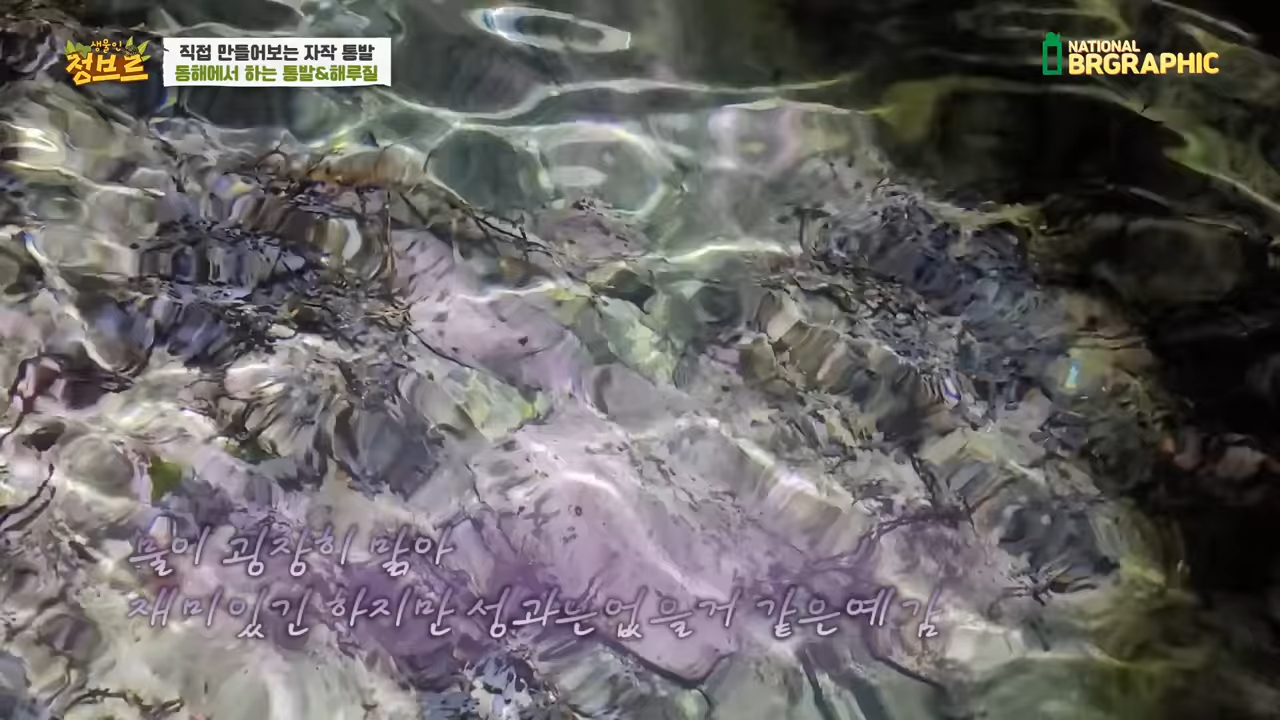 생물인
정브르
직접 만들어보는 자작 통발
동해에서 하는 통발&해루질
NATIONAL
BRGRAPHIC
물이 굉장히 맑아
재미있긴 하지만 성과는없을거 같은예감